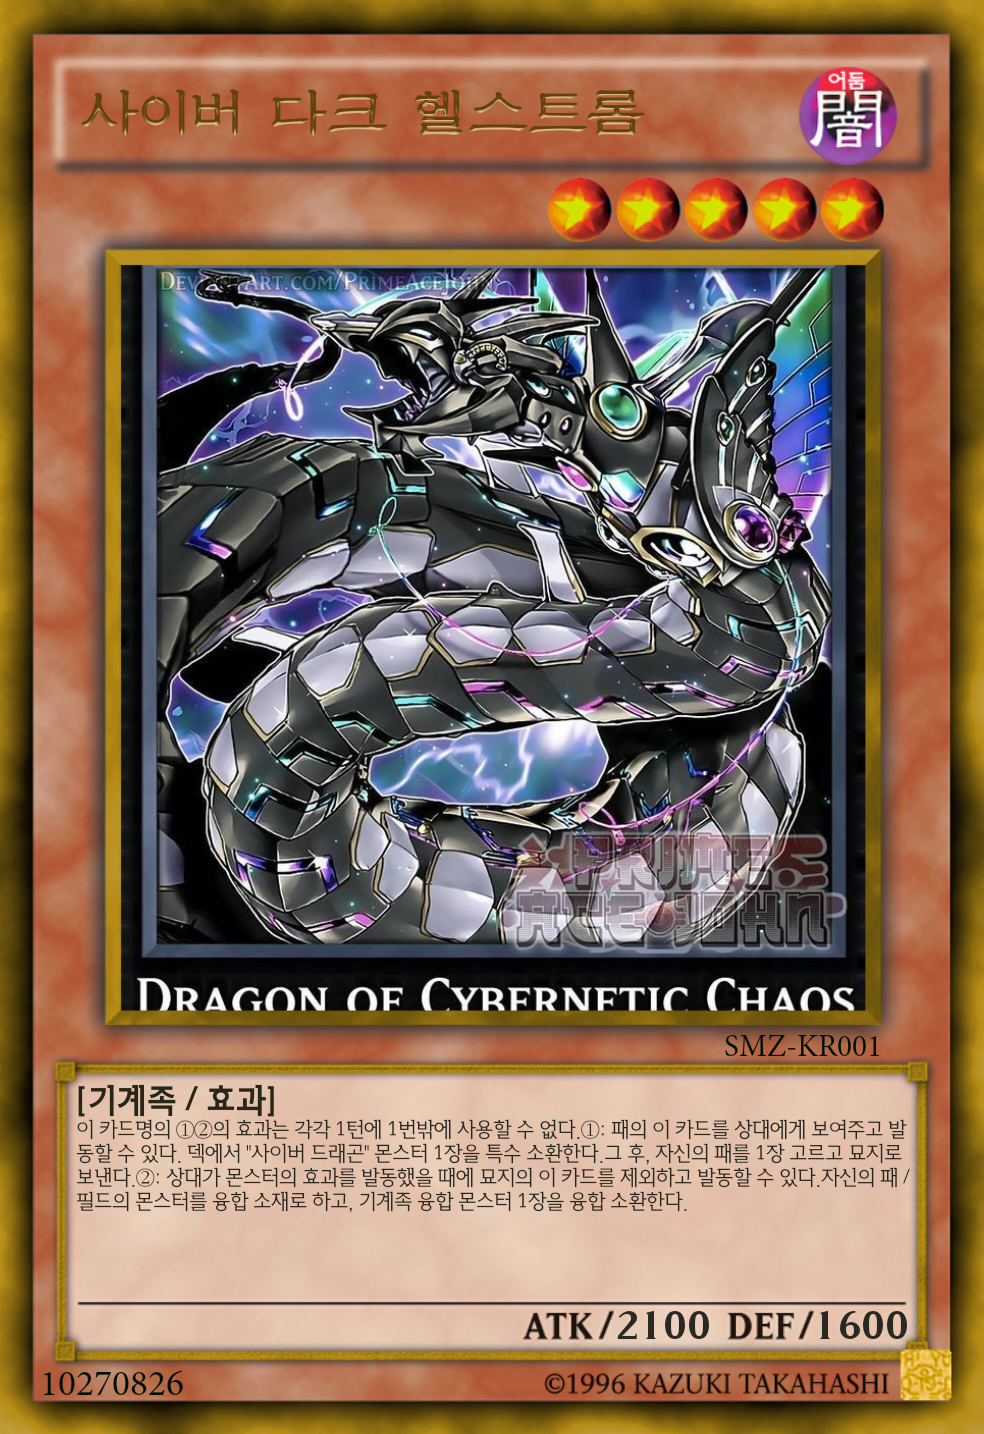 사이버 다크 헬스트롬
어둠
闇
DeviantArt.com/PrimeAceJohn
PRIME
ACE JOHN
Dragon of Cybernetic Chaos
SMZ-KR001
[기계족 / 효과]
이 카드명의 ①②의 효과는 각각 1턴에 1번밖에 사용할 수 없다.①: 패의 이 카드를 상대에게 보여주고 발
동할 수 있다. 덱에서 "사이버 드래곤" 몬스터 1장을 특수 소환한다.그 후, 자신의 패를 1장 고르고 묘지로
보낸다.②: 상대가 몬스터의 효과를 발동했을 때에 묘지의 이 카드를 제외하고 발동할 수 있다.자신의 패 /
필드의 몬스터를 융합 소재로 하고, 기계족 융합 몬스터 1장을 융합 소환한다.
ATK/2100 DEF/1600
10270826
©1996 KAZUKI TAKAHASHI